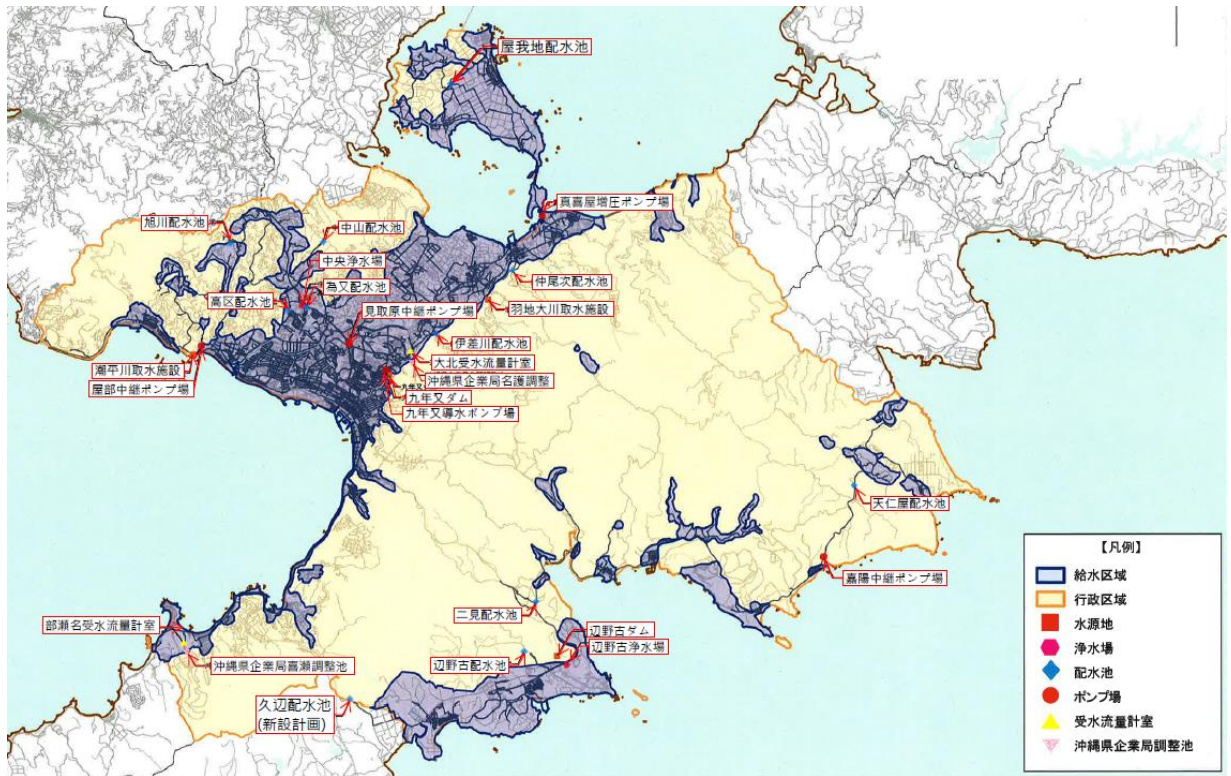 屋我地配水池
真喜屋増圧ポンプ場
旭川配水池
中山配水池
中央浄水場
為又配水池
高区配水池
見取原中継ポンプ場
仲尾次配水池
羽地大川取水施設
伊差川配水池
大北受水流量計室
沖縄県企業局名護調整
潮平川取水施設
屋部中継ポンプ場
九年又
九年又ダム
九年又導水ポンプ場
天仁屋配水池
嘉陽中継ポンプ場
二見配水池
辺野古ダム
辺野古浄水場
辺野古配水池
部瀬名受水流量計室
沖縄県企業局喜瀬調整池
久辺配水池
(新設計画)
【凡例】
給水区域
行政区域
水源地
浄水場
配水池
ポンプ場
受水流量計室
沖縄県企業局調整池